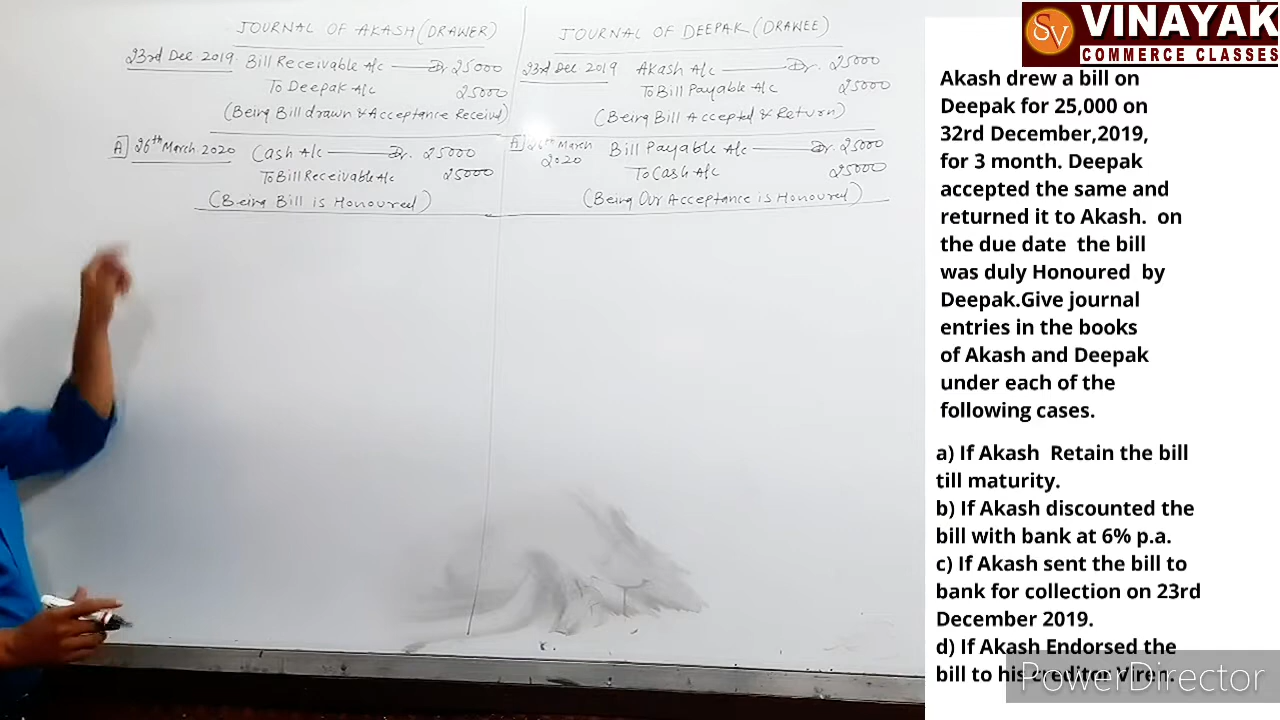 JOURNAL OF AKASH (DRAWER)
23rd Dec 2019 Bill Receivable A/c Dr. 25000
To Deepak A/c 25000
(Being Bill drawn & Acceptance Received)
A] 26th March 2020 Cash A/c Dr. 25000
To Bill Receivable A/c 25000
(Being Bill is Honoured)
JOURNAL OF DEEPAK (DRAWEE)
23rd Dec 2019 Akash A/c Dr. 25000
To Bill Payable A/c 25000
(Being Bill Accepted & Return)
A] 26th March 2020 Bill Payable A/c Dr. 25000
To Cash A/c 25000
(Being Our Acceptance is Honoured)
SV VINAYAK
COMMERCE CLASSES
Akash drew a bill on
Deepak for 25,000 on
32rd December,2019,
for 3 month. Deepak
accepted the same and
returned it to Akash. on
the due date the bill
was duly Honoured by
Deepak.Give journal
entries in the books
of Akash and Deepak
under each of the
following cases.
a) If Akash Retain the bill
till maturity.
b) If Akash discounted the
bill with bank at 6% p.a.
c) If Akash sent the bill to
bank for collection on 23rd
December 2019.
d) If Akash Endorsed the
bill to his creditor Viren.
PowerDirector